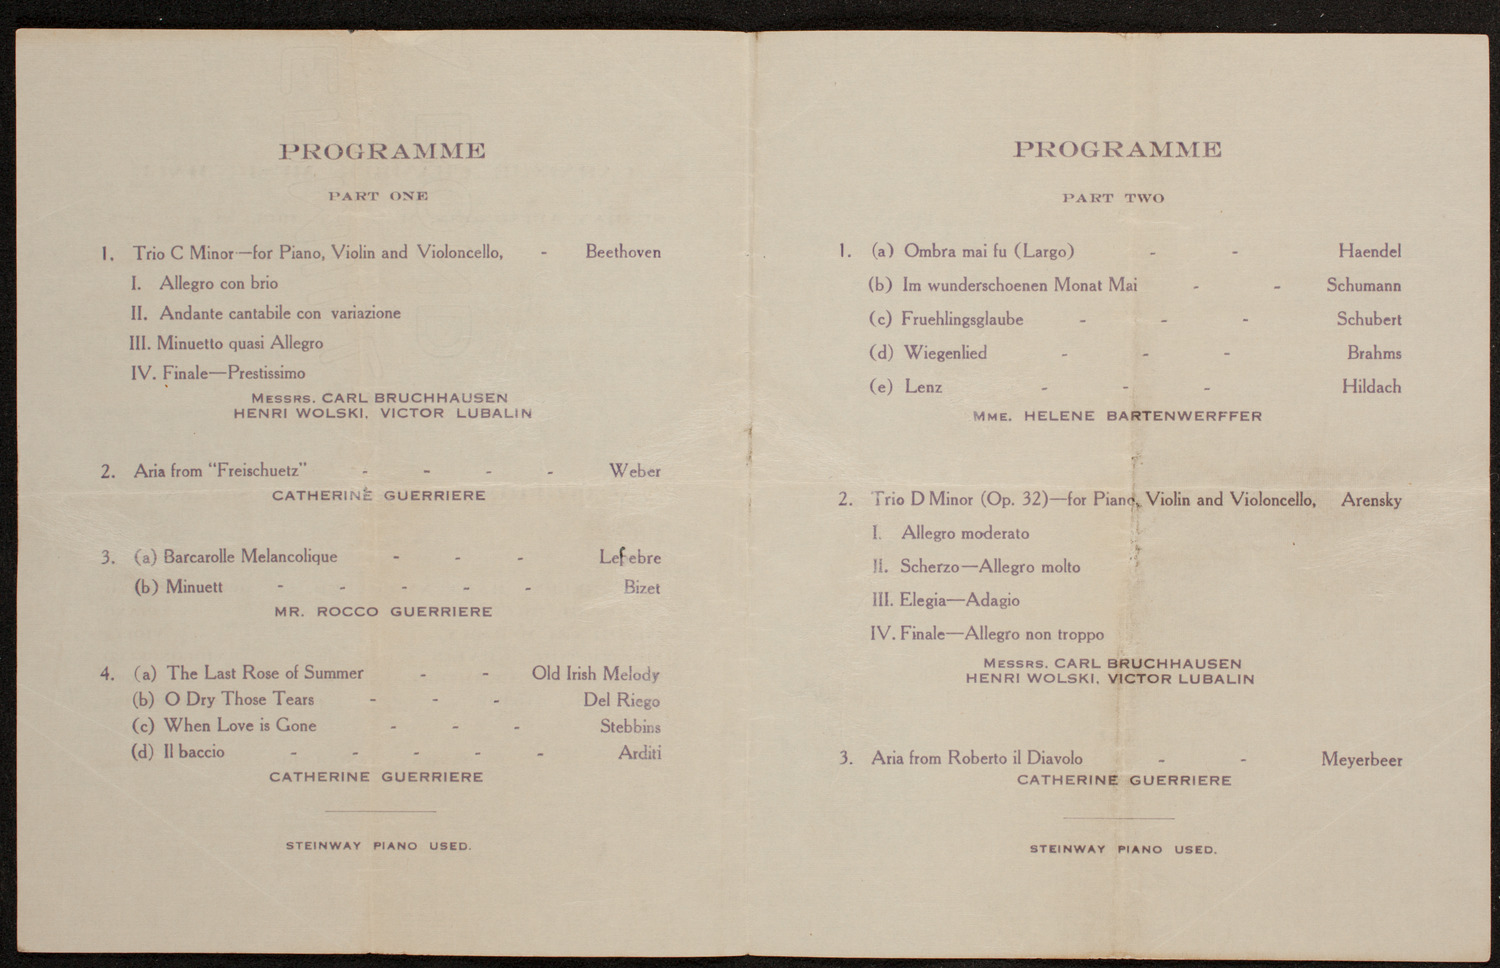 PROGRAMME
PART ONE
1. Trio C Minor—for Piano, Violin and Violoncello, - Beethoven
I. Allegro con brio
II. Andante cantabile con variazione
III. Minuetto quasi Allegro
IV. Finale—Prestissimo
MESSRS. CARL BRUCHHAUSEN
HENRI WOLSKI, VICTOR LUBALIN
2. Aria from "Freischuetz" - - - - Weber
CATHERINE GUERRIERE
3. (a) Barcarolle Melancolique - - - Lefebre
(b) Minuett - - - - - Bizet
MR. ROCCO GUERRIERE
4. (a) The Last Rose of Summer - - Old Irish Melody
(b) O Dry Those Tears - - - Del Riego
(c) When Love is Gone - - - Stebbins
(d) Il baccio - - - - - Arditi
CATHERINE GUERRIERE
STEINWAY PIANO USED.
PROGRAMME
PART TWO
1. (a) Ombra mai fu (Largo) - - Haendel
(b) Im wunderschoenen Monat Mai - - Schumann
(c) Fruehlingsglaube - - - Schubert
(d) Wiegenlied - - - Brahms
(e) Lenz - - - Hildach
MME. HELENE BARTENWERFFER
2. Trio D Minor (Op. 32)—for Piano, Violin and Violoncello, Arensky
I. Allegro moderato
II. Scherzo—Allegro molto
III. Elegia—Adagio
IV. Finale—Allegro non troppo
MESSRS. CARL BRUCHHAUSEN
HENRI WOLSKI, VICTOR LUBALIN
3. Aria from Roberto il Diavolo - - Meyerbeer
CATHERINE GUERRIERE
STEINWAY PIANO USED.